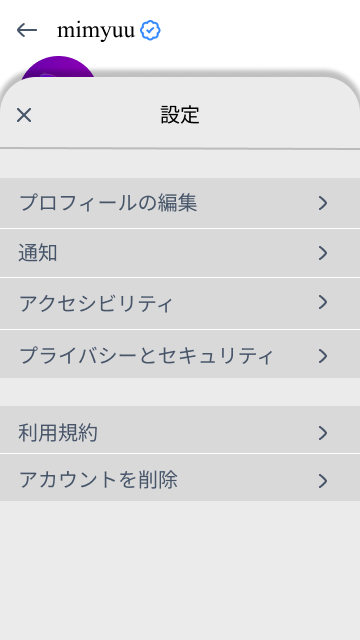 mimyuu
設定
プロフィールの編集
通知
アクセシビリティ
プライバシーとセキュリティ
利用規約
アカウントを削除